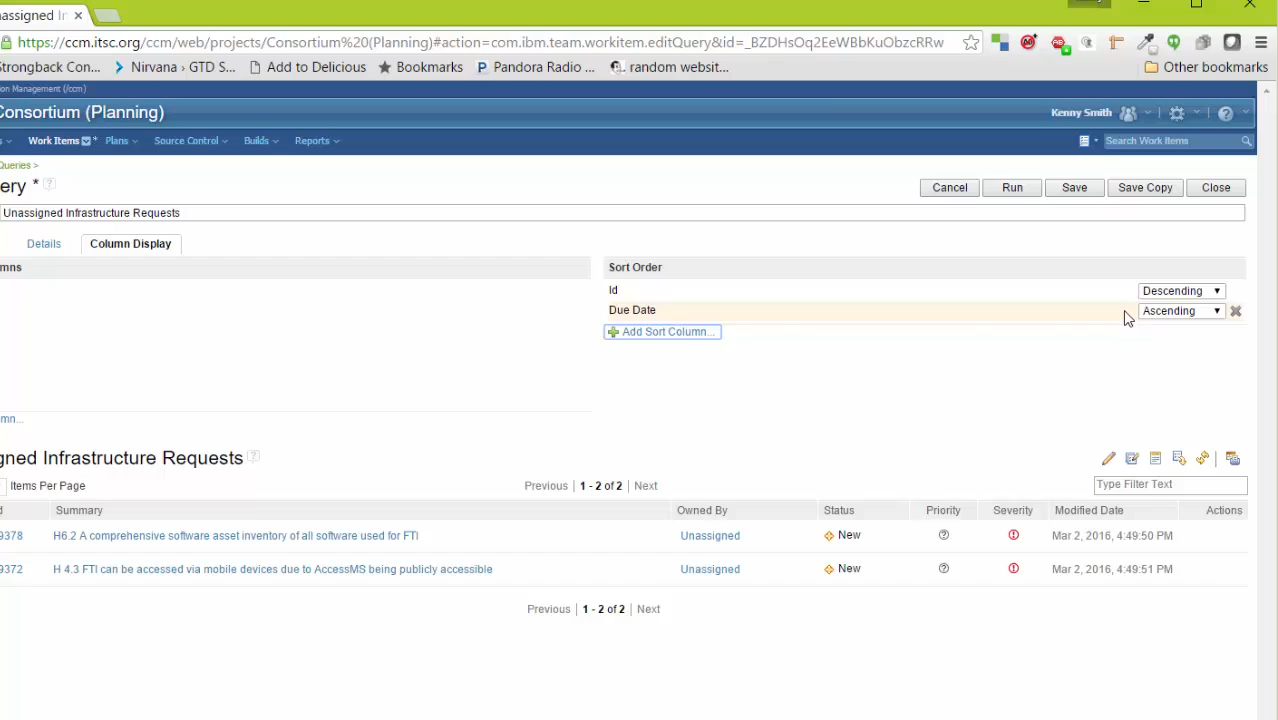 nassigned In
https://ccm.itsc.org/ccm/web/projects/Consortium%20(Planning)#action=com.ibm.team.workitem.editQuery&id=_BZDHsOq2EeWBbKuObzcRRw
Strongback Con... Nirvana › GTD S... Add to Delicious Bookmarks Pandora Radio ... random websit... Other bookmarks
ion Management (/ccm)
Consortium (Planning) Kenny Smith
s Work Items Plans Source Control Builds Reports Search Work Items
Queries >
ery * Cancel Run Save Save Copy Close
Unassigned Infrastructure Requests
Details Column Display
mns Sort Order
Id Descending
Due Date Ascending
Add Sort Column...
mn...
gned Infrastructure Requests
Items Per Page Previous | 1 - 2 of 2 | Next Type Filter Text
d Summary Owned By Status Priority Severity Modified Date Actions
9378 H6.2 A comprehensive software asset inventory of all software used for FTI Unassigned New Mar 2, 2016, 4:49:50 PM
9372 H 4.3 FTI can be accessed via mobile devices due to AccessMS being publicly accessible Unassigned New Mar 2, 2016, 4:49:51 PM
Previous | 1 - 2 of 2 | Next